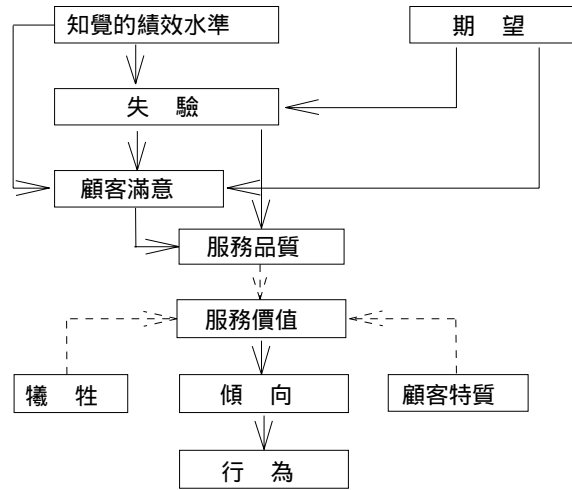 知覺的績效水準
期 望
失 驗
顧客滿意
服務品質
服務價值
犧 牲
傾 向
顧客特質
行 為